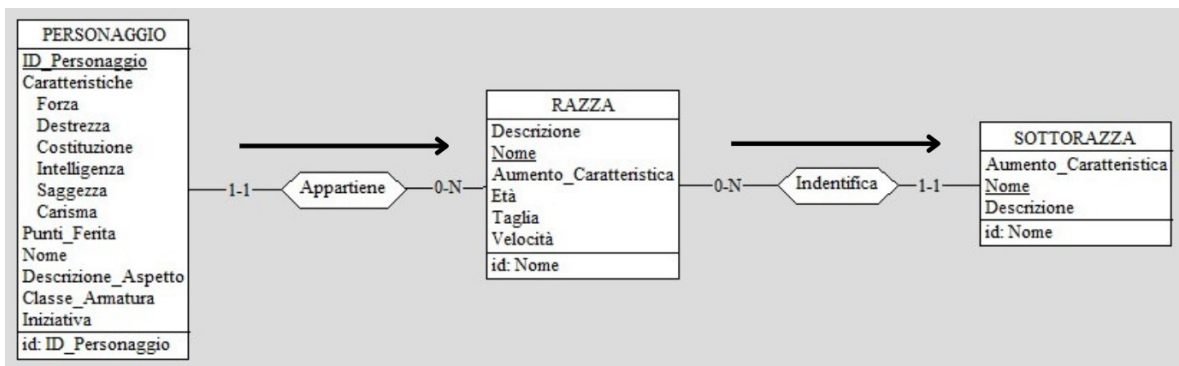 PERSONAGGIO
ID_Personaggio
Caratteristiche
Forza
Destrezza
Costituzione
Intelligenza
Saggezza
Carisma
Punti_Ferita
Nome
Descrizione_Aspetto
Classe_Armatura
Iniziativa
id: ID_Personaggio
1-1
Appartiene
0-N
RAZZA
Descrizione
Nome
Aumento_Caratteristica
Età
Taglia
Velocità
id: Nome
0-N
Indentifica
1-1
SOTTORAZZA
Aumento_Caratteristica
Nome
Descrizione
id: Nome